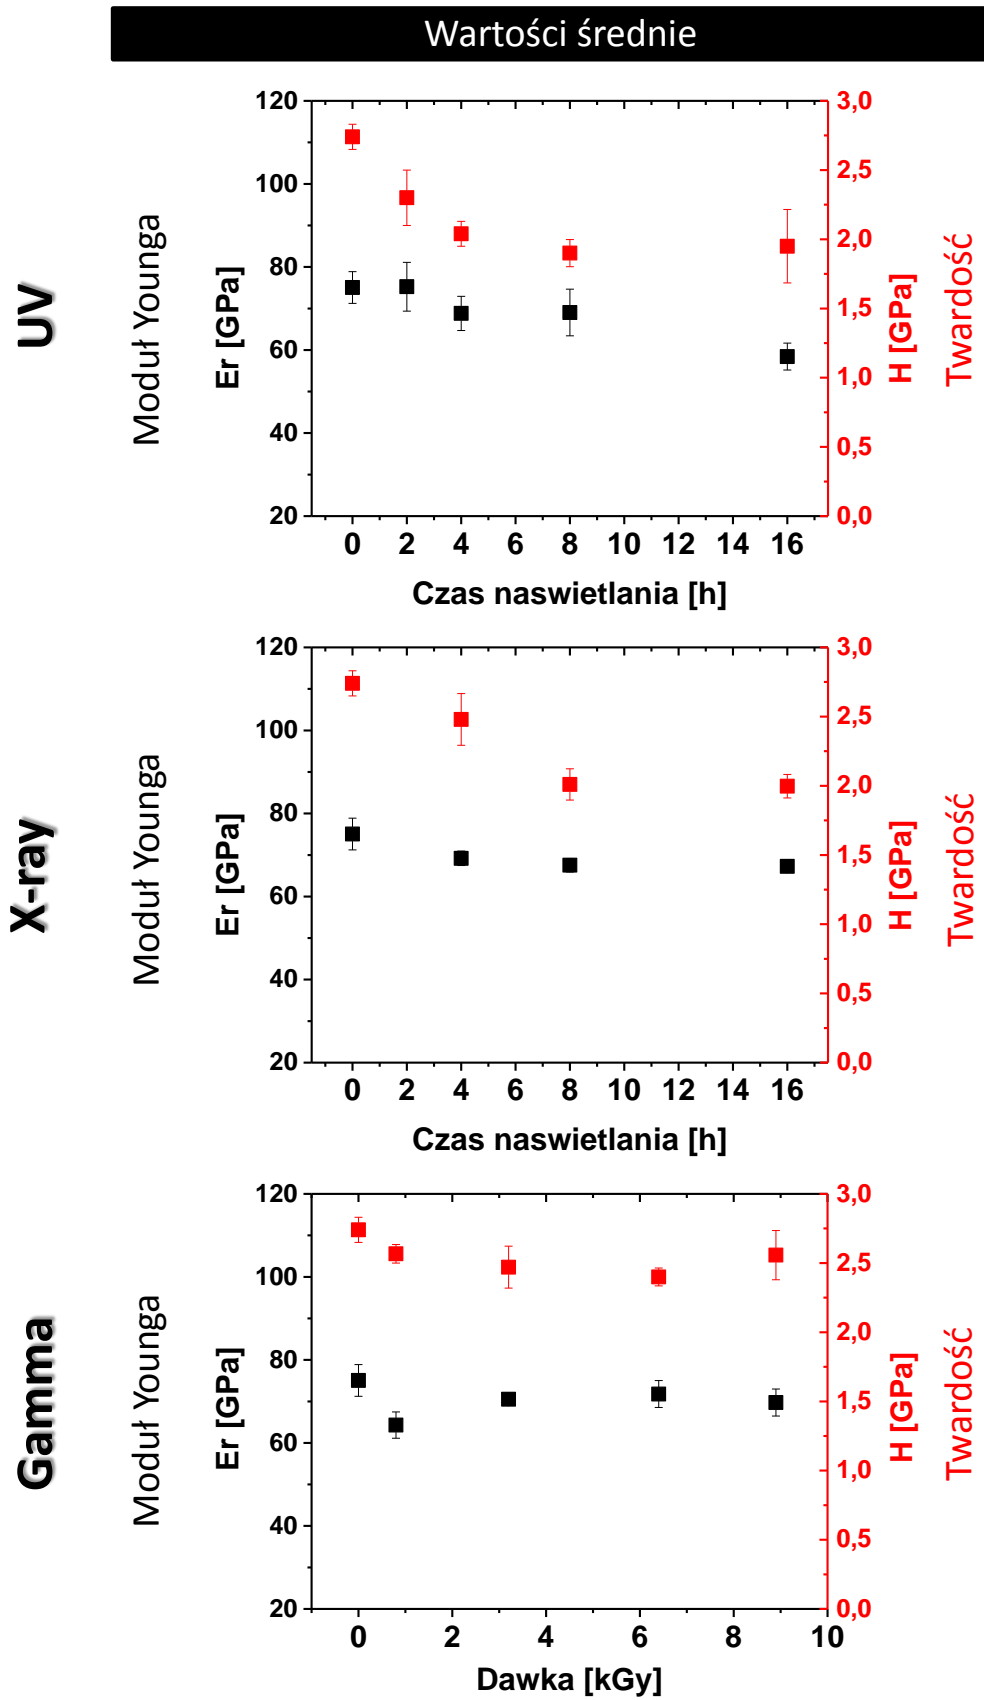 Wartości średnie
UV
Moduł Younga
Er [GPa]
120
100
80
60
40
20
3,0
2,5
2,0
1,5
1,0
0,5
0,0
H [GPa]
Twardość
0 2 4 6 8 10 12 14 16
Czas naswietlania [h]
X-ray
Moduł Younga
Er [GPa]
120
100
80
60
40
20
3,0
2,5
2,0
1,5
1,0
0,5
0,0
H [GPa]
Twardość
0 2 4 6 8 10 12 14 16
Czas naswietlania [h]
Gamma
Moduł Younga
Er [GPa]
120
100
80
60
40
20
3,0
2,5
2,0
1,5
1,0
0,5
0,0
H [GPa]
Twardość
0 2 4 6 8 10
Dawka [kGy]